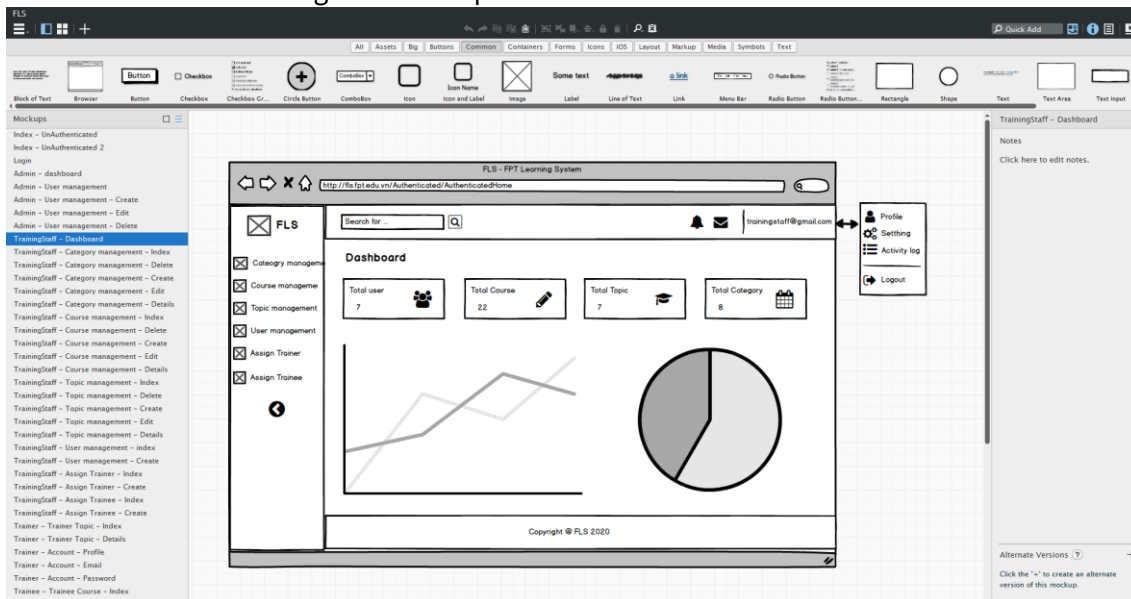 FLS
Quick Add
All Assets Big Buttons Common Containers Forms Icons iOS Layout Markup Media Symbols Text
Button
Checkbox
ComboBox
Icon Name
Some text
a link
Radio Button
Block of Text Browser Button Checkbox Checkbox Gr... Circle Button ComboBox Icon Icon and Label Image Label Line of Text Link Menu Bar Radio Button Radio Button... Rectangle Shape Text Text Area Text Input
Mockups
Index - UnAuthenticated
Index - UnAuthenticated 2
Login
Admin - dashboard
Admin - User management
Admin - User management - Create
Admin - User management - Edit
Admin - User management - Delete
TrainingStaff - Dashboard
TrainingStaff - Category management - Index
TrainingStaff - Category management - Delete
TrainingStaff - Category management - Create
TrainingStaff - Category management - Edit
TrainingStaff - Category management - Details
TrainingStaff - Course management - Index
TrainingStaff - Course management - Delete
TrainingStaff - Course management - Create
TrainingStaff - Course management - Edit
TrainingStaff - Course management - Details
TrainingStaff - Topic management - Index
TrainingStaff - Topic management - Delete
TrainingStaff - Topic management - Create
TrainingStaff - Topic management - Edit
TrainingStaff - Topic management - Details
TrainingStaff - User management - index
TrainingStaff - User management - Create
TrainingStaff - Assign Trainer - Index
TrainingStaff - Assign Trainer - Create
TrainingStaff - Assign Trainee - Index
TrainingStaff - Assign Trainee - Create
Trainer - Trainer Topic - Index
Trainer - Trainer Topic - Details
Trainer - Account - Profile
Trainer - Account - Email
Trainer - Account - Password
Trainee - Trainee Course - Index
FLS - FPT Learning System
http://fls.fpt.edu.vn/Authenticated/AuthenticatedHome
FLS
Search for ...
trainingstaff@gmail.com
Cateogry manageme
Course manageme
Topic management
User management
Assign Trainer
Assign Trainee
Dashboard
Total user
7
Total Course
22
Total Topic
7
Total Category
8
Copyright @ FLS 2020
Profile
Setthing
Activity log
Logout
TrainingStaff - Dashboard
Notes
Click here to edit notes.
Alternate Versions ?
Click the '+' to create an alternate
version of this mockup.